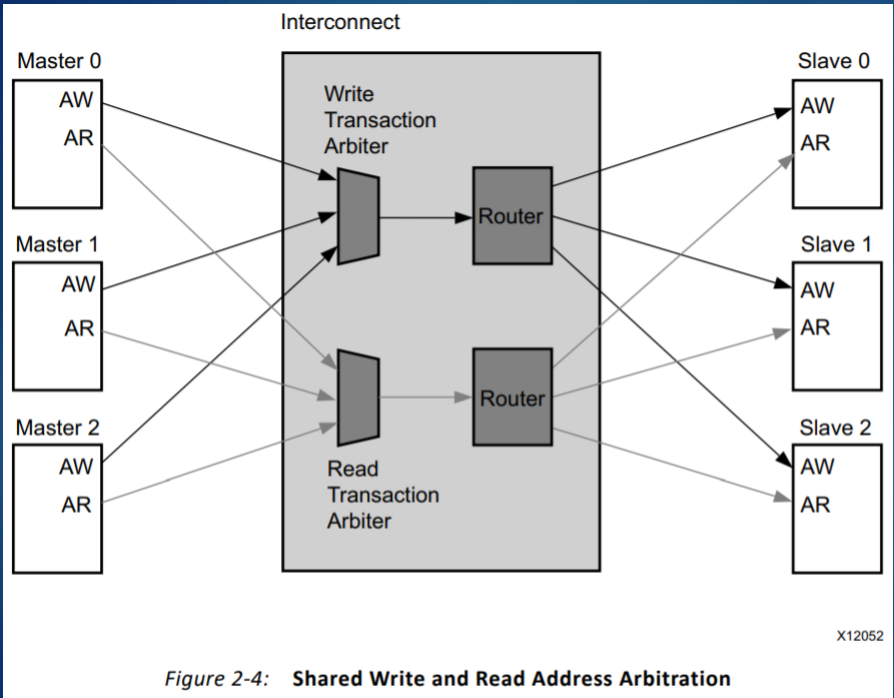 Interconnect
Master 0
AW
AR
Master 1
AW
AR
Master 2
AW
AR
Write
Transaction
Arbiter
Router
Router
Read
Transaction
Arbiter
Slave 0
AW
AR
Slave 1
AW
AR
Slave 2
AW
AR
X12052
Figure 2-4: Shared Write and Read Address Arbitration